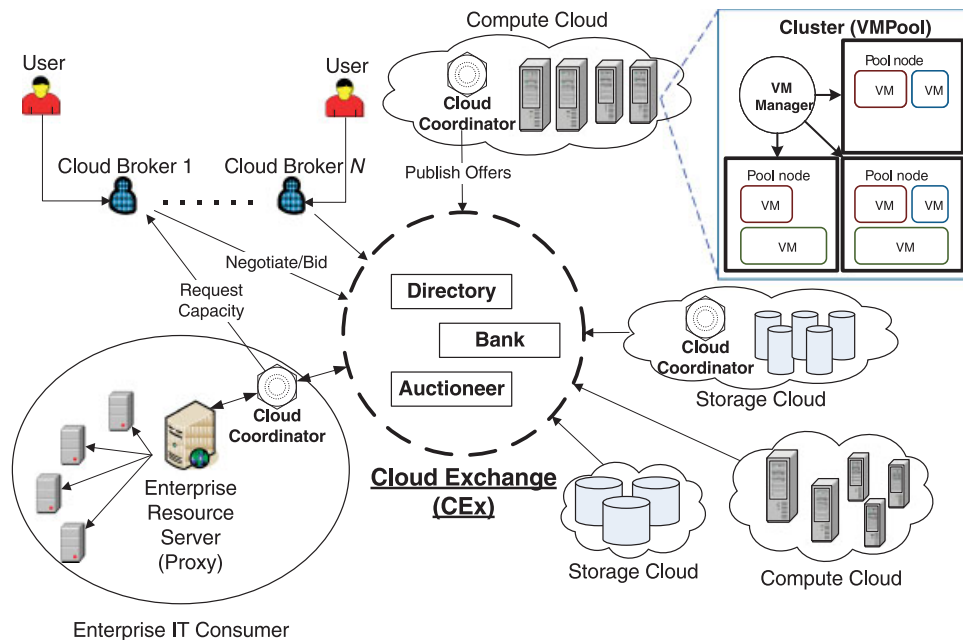 Compute Cloud
User
User
Cloud
Coordinator
Cluster (VMPool)
VM
Manager
Pool node
VM
VM
Pool node
VM
VM
Pool node
VM
VM
VM
Cloud Broker 1
Cloud Broker N
Publish Offers
Negotiate/Bid
Request
Capacity
Directory
Bank
Auctioneer
Cloud Exchange
(CEx)
Cloud
Coordinator
Storage Cloud
Cloud
Coordinator
Enterprise
Resource
Server
(Proxy)
Enterprise IT Consumer
Storage Cloud
Compute Cloud